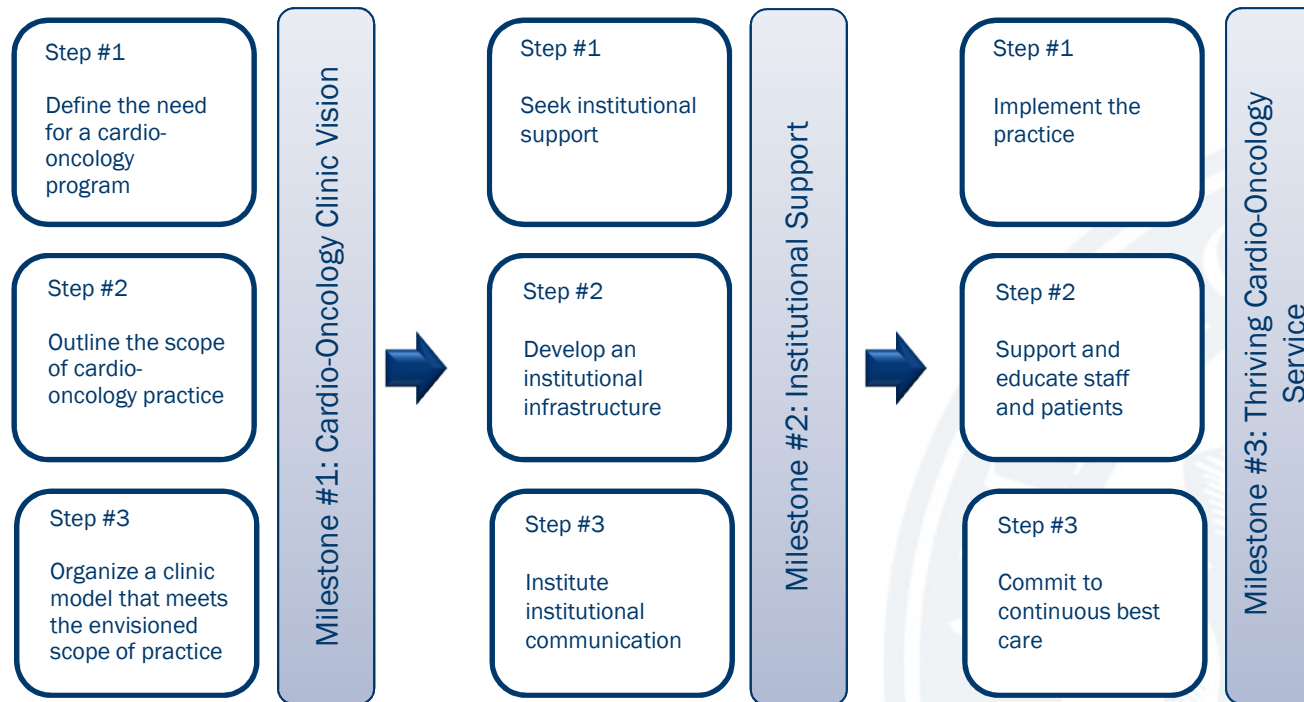 Step #1
Define the need
for a cardio-
oncology
program
Step #2
Outline the scope
of cardio-
oncology practice
Step #3
Organize a clinic
model that meets
the envisioned
scope of practice
Milestone #1: Cardio-Oncology Clinic Vision
Step #1
Seek institutional
support
Step #2
Develop an
institutional
infrastructure
Step #3
Institute
institutional
communication
Milestone #2: Institutional Support
Step #1
Implement the
practice
Step #2
Support and
educate staff
and patients
Step #3
Commit to
continuous best
care
Milestone #3: Thriving Cardio-Oncology
Service